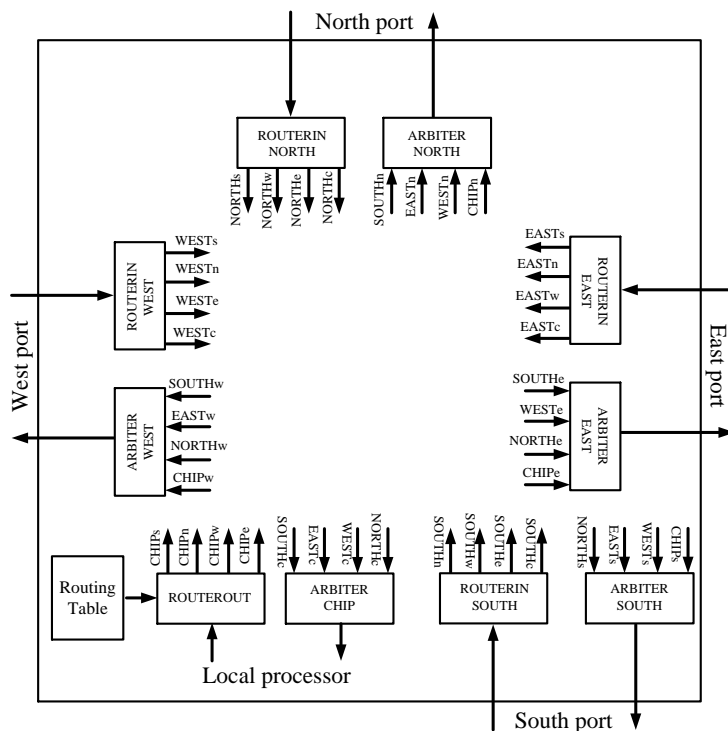 North port
ROUTERIN
NORTH
ARBITER
NORTH
NORTHs
NORTHw
NORTHe
NORTHc
SOUTHn
EASTn
WESTn
CHIPn
ROUTERIN
WEST
WESTs
WESTn
WESTe
WESTc
EASTs
EASTn
EASTw
EASTc
ROUTERIN
EAST
West port
East port
ARBITER
WEST
SOUTHw
EASTw
NORTHw
CHIPw
SOUTHe
WESTe
NORTHe
CHIPe
ARBITER
EAST
CHIPs
CHIPn
CHIPw
CHIPe
SOUTHc
EASTc
WESTc
NORTHc
SOUTHn
SOUTHw
SOUTHe
SOUTHc
NORTHs
EASTs
WESTs
CHIPs
Routing
Table
ROUTEROUT
ARBITER
CHIP
ROUTERIN
SOUTH
ARBITER
SOUTH
Local processor
South port